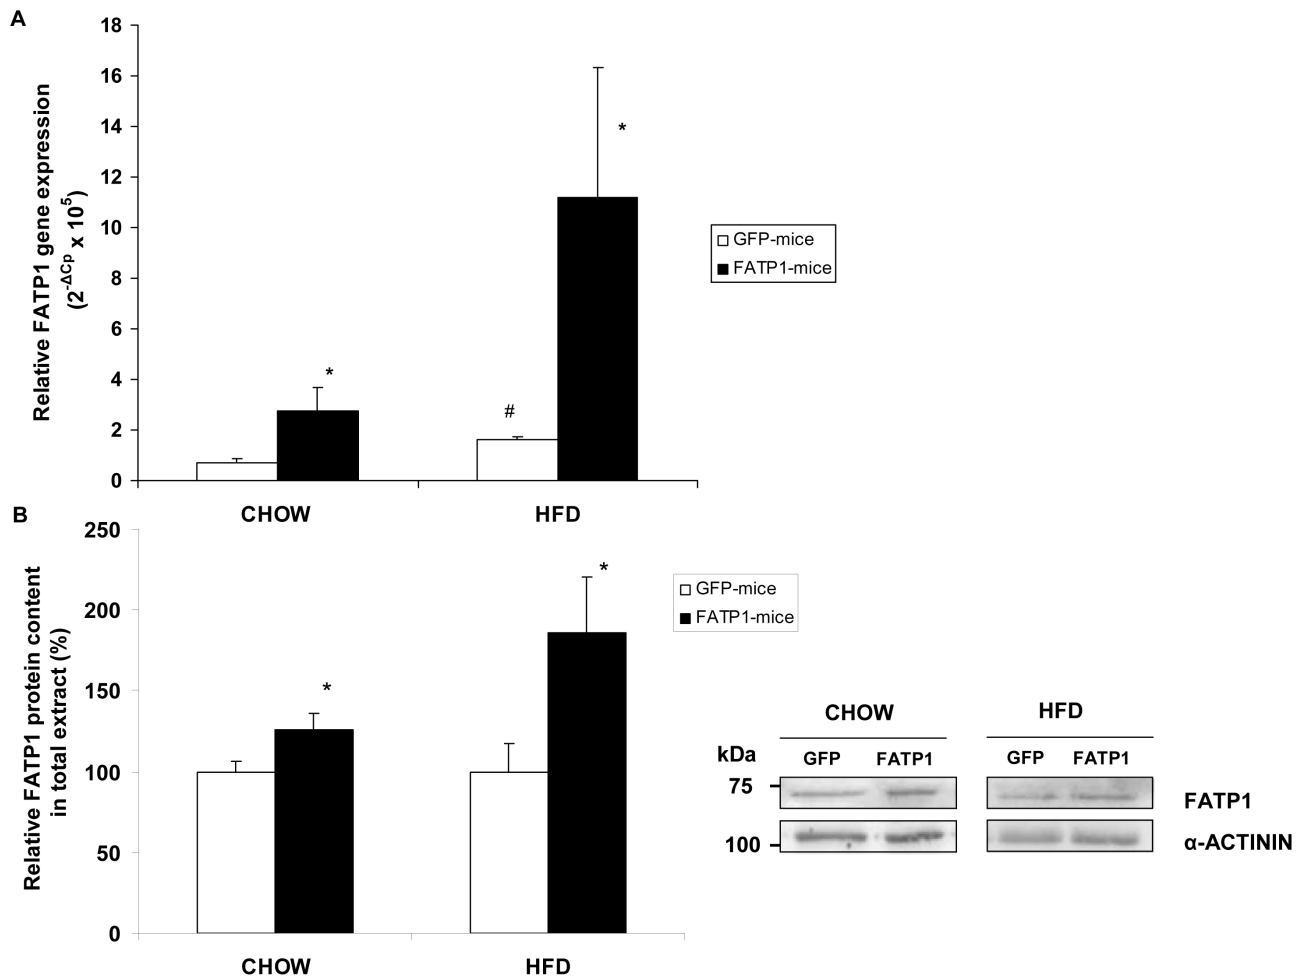 A
Relative FATP1 gene expression
(2^-ΔCp x 10^5)
18
16
14
12
10
8
6
4
2
0
*
#
*
GFP-mice
FATP1-mice
CHOW
HFD
B
Relative FATP1 protein content
in total extract (%)
250
200
150
100
50
0
*
*
GFP-mice
FATP1-mice
CHOW
HFD
CHOW
HFD
kDa
GFP
FATP1
GFP
FATP1
75
FATP1
100
α-ACTININ